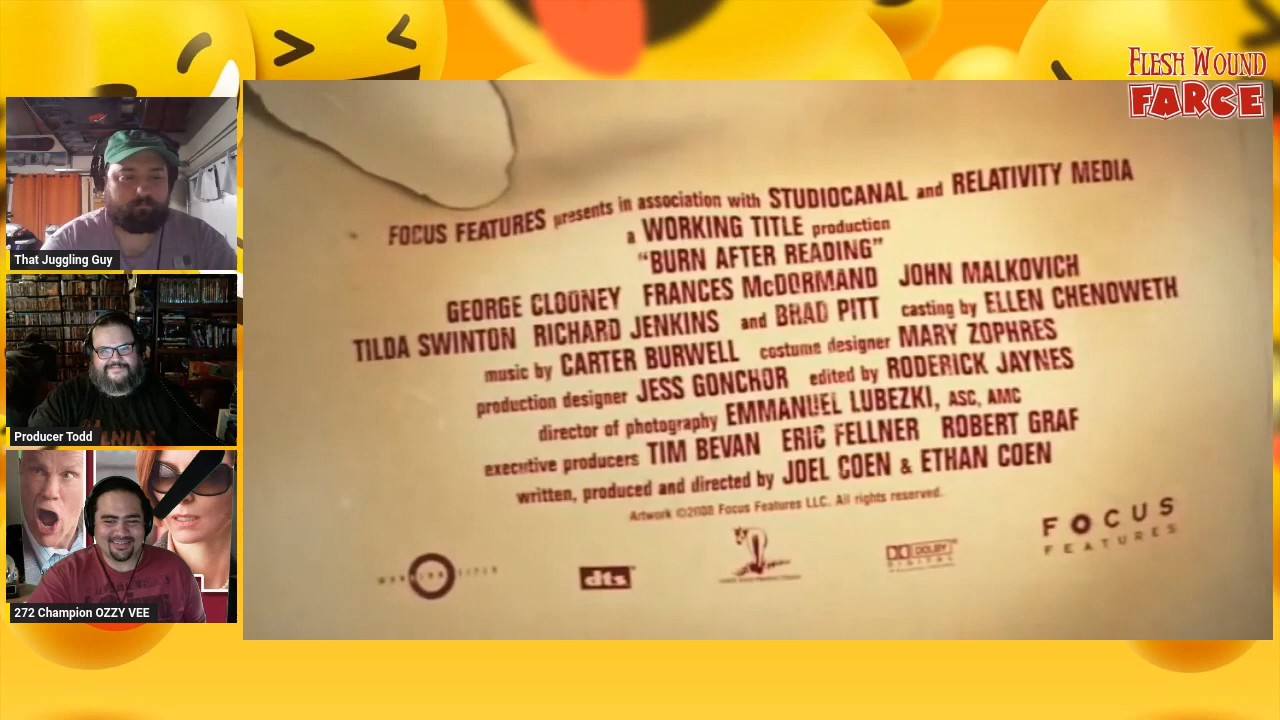 FLESH WOUND
FARCE
That Juggling Guy
Producer Todd
272 Champion OZZY VEE
FOCUS FEATURES presents in association with STUDIOCANAL and RELATIVITY MEDIA
a WORKING TITLE production
"BURN AFTER READING"
GEORGE CLOONEY FRANCES McDORMAND JOHN MALKOVICH
TILDA SWINTON RICHARD JENKINS and BRAD PITT casting by ELLEN CHENOWETH
music by CARTER BURWELL costume designer MARY ZOPHRES
production designer JESS GONCHOR edited by RODERICK JAYNES
director of photography EMMANUEL LUBEZKI, ASC, AMC
executive producers TIM BEVAN ERIC FELLNER ROBERT GRAF
written, produced and directed by JOEL COEN & ETHAN COEN
Artwork ©2008 Focus Features LLC. All rights reserved.
WORKING TITLE
dts
DOLBY
DIGITAL
FOCUS
FEATURES